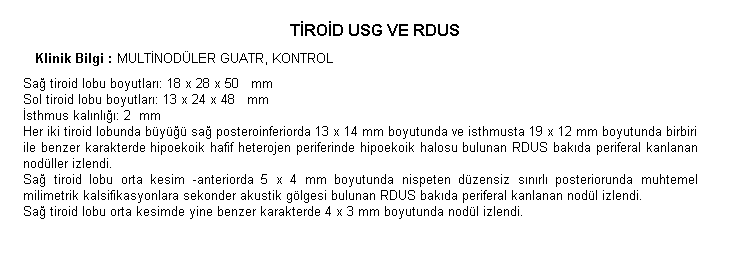 TİROİD USG VE RDUS
Klinik Bilgi : MULTİNODÜLER GUATR, KONTROL
Sağ tiroid lobu boyutları: 18 x 28 x 50 mm
Sol tiroid lobu boyutları: 13 x 24 x 48 mm
İsthmus kalınlığı: 2 mm
Her iki tiroid lobunda büyüğü sağ posteroinferiorda 13 x 14 mm boyutunda ve isthmusta 19 x 12 mm boyutunda birbiri
ile benzer karakterde hipoekoik hafif heterojen periferinde hipoekoik halosu bulunan RDUS bakıda periferal kanlanan
nodüller izlendi.
Sağ tiroid lobu orta kesim -anteriorda 5 x 4 mm boyutunda nispeten düzensiz sınırlı posteriorunda muhtemel
milimetrik kalsifikasyonlara sekonder akustik gölgesi bulunan RDUS bakıda periferal kanlanan nodül izlendi.
Sağ tiroid lobu orta kesimde yine benzer karakterde 4 x 3 mm boyutunda nodül izlendi.